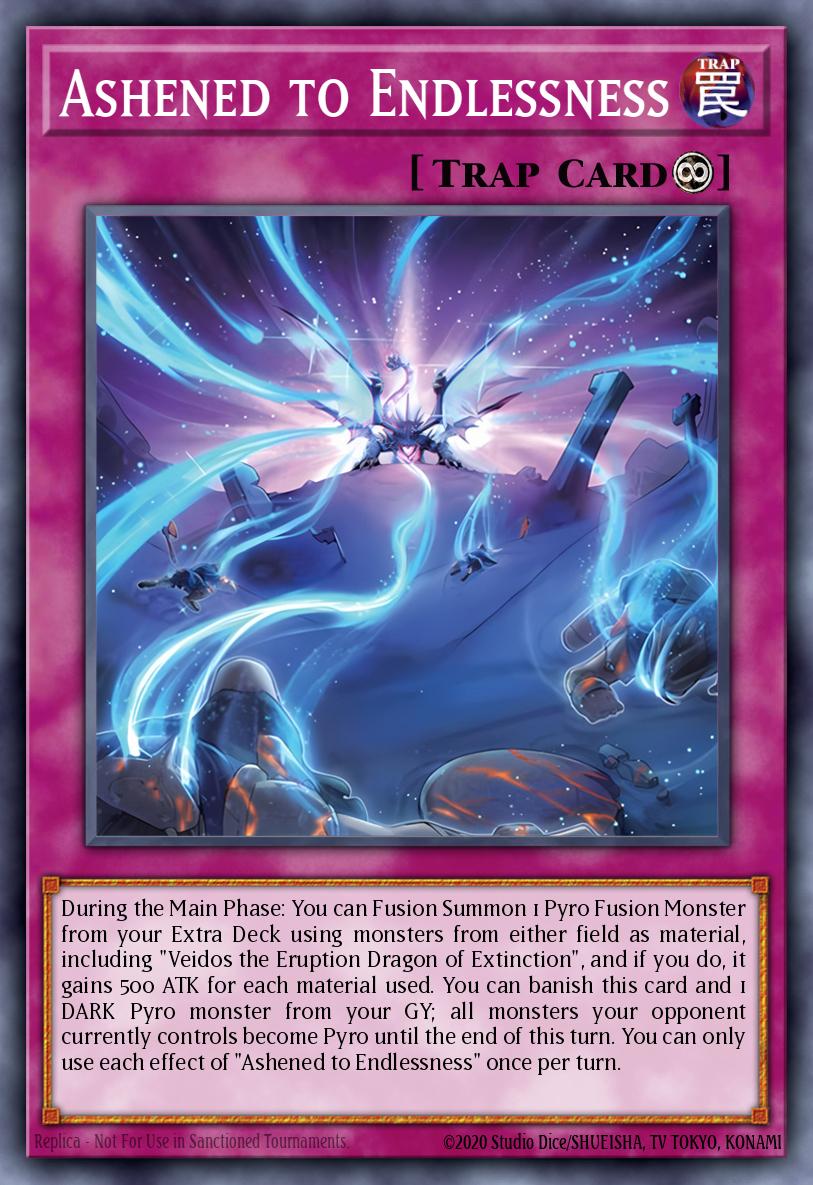 Ashened to Endlessness
TRAP
罠
[Trap Card]
During the Main Phase: You can Fusion Summon 1 Pyro Fusion Monster
from your Extra Deck using monsters from either field as material,
including "Veidos the Eruption Dragon of Extinction", and if you do, it
gains 500 ATK for each material used. You can banish this card and 1
DARK Pyro monster from your GY; all monsters your opponent
currently controls become Pyro until the end of this turn. You can only
use each effect of "Ashened to Endlessness" once per turn.
Replica - Not For Use in Sanctioned Tournaments.
©2020 Studio Dice/SHUEISHA, TV TOKYO, KONAMI